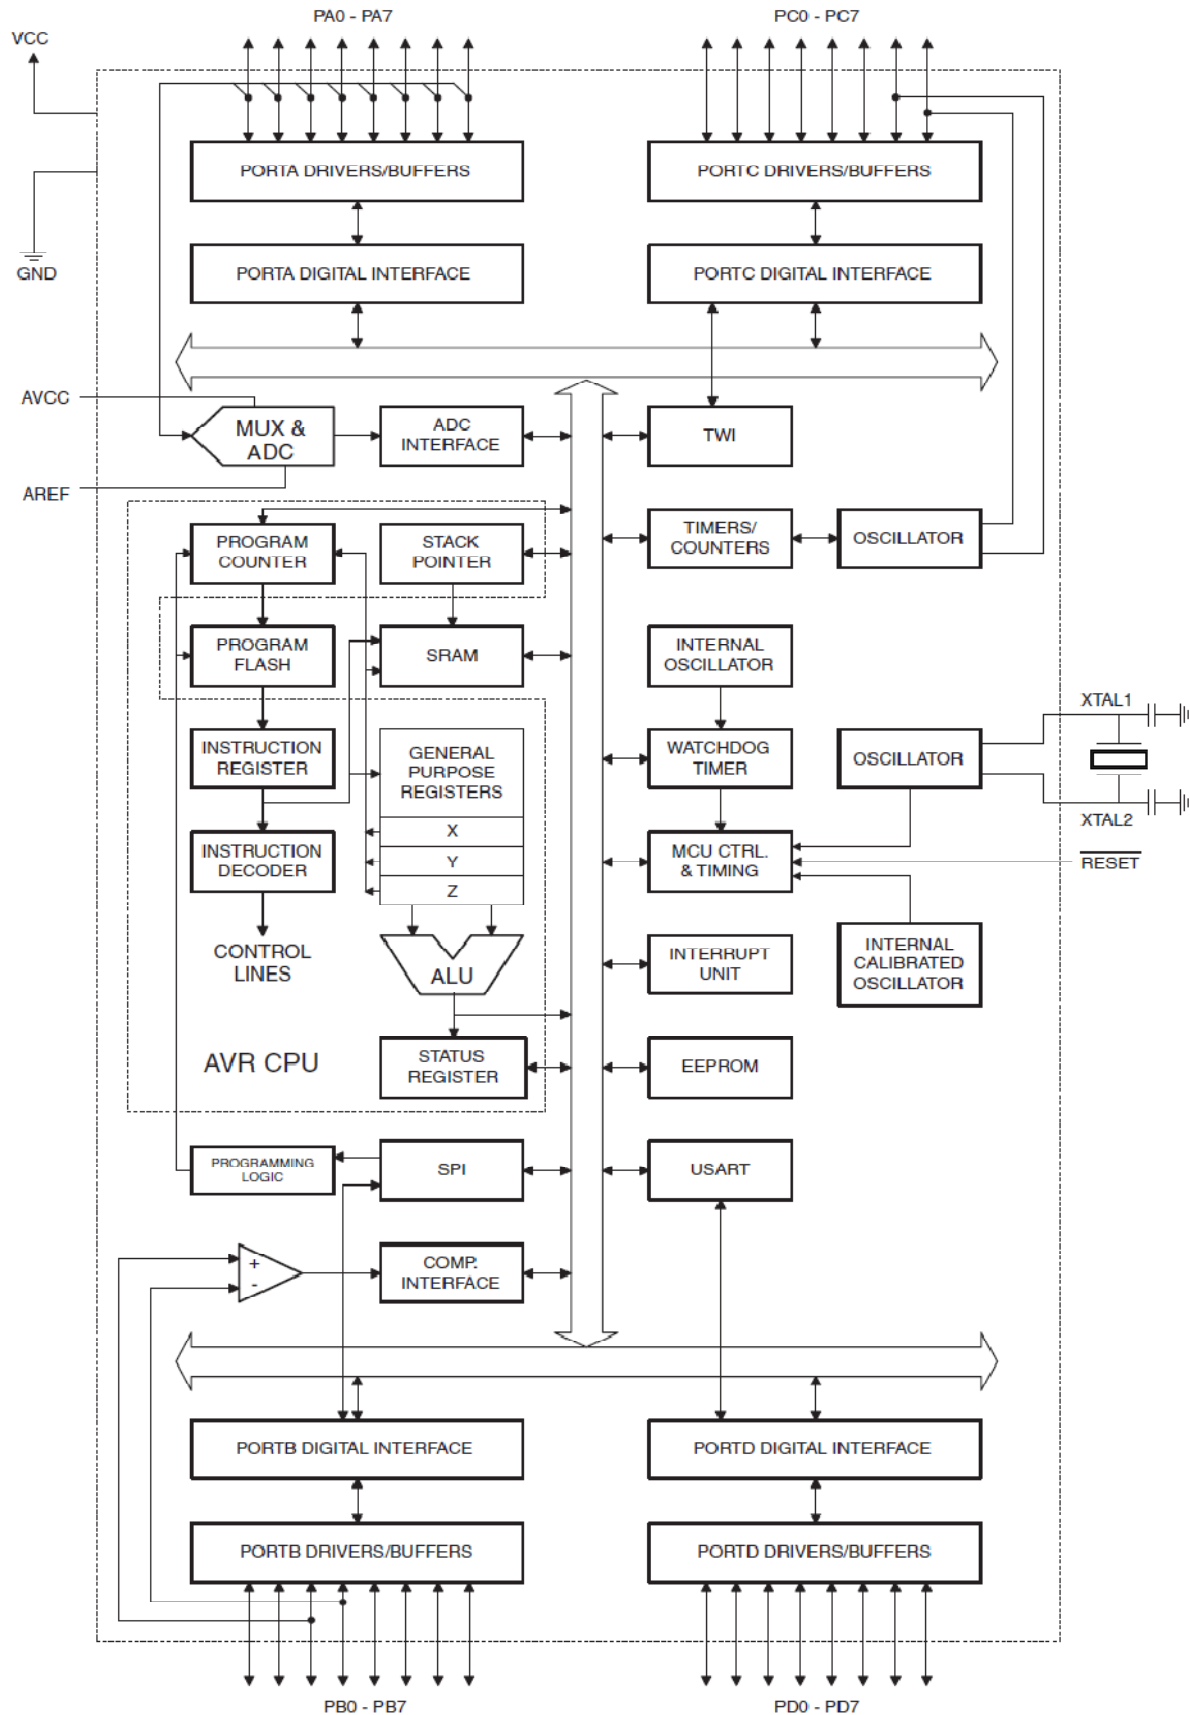 PA0 - PA7
PC0 - PC7
VCC
PORTA DRIVERS/BUFFERS
PORTC DRIVERS/BUFFERS
GND
PORTA DIGITAL INTERFACE
PORTC DIGITAL INTERFACE
AVCC
MUX &
ADC
ADC
INTERFACE
TWI
AREF
PROGRAM
COUNTER
STACK
POINTER
TIMERS/
COUNTERS
OSCILLATOR
PROGRAM
FLASH
SRAM
INTERNAL
OSCILLATOR
XTAL1
INSTRUCTION
REGISTER
GENERAL
PURPOSE
REGISTERS
WATCHDOG
TIMER
OSCILLATOR
XTAL2
X
INSTRUCTION
DECODER
Y
MCU CTRL.
& TIMING
RESET
Z
CONTROL
LINES
ALU
INTERRUPT
UNIT
INTERNAL
CALIBRATED
OSCILLATOR
AVR CPU
STATUS
REGISTER
EEPROM
PROGRAMMING
LOGIC
SPI
USART
+
-
COMP.
INTERFACE
PORTB DIGITAL INTERFACE
PORTD DIGITAL INTERFACE
PORTB DRIVERS/BUFFERS
PORTD DRIVERS/BUFFERS
PB0 - PB7
PD0 - PD7